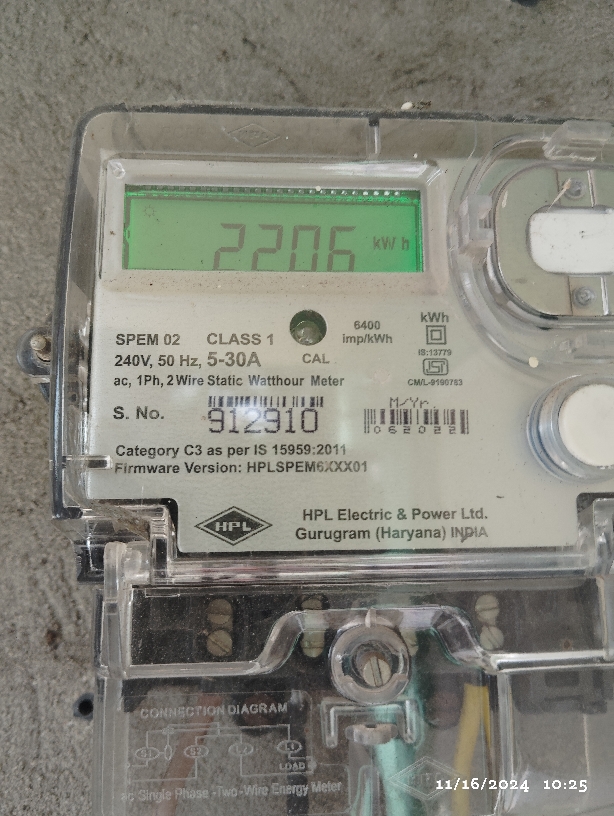 2206 kWh
SPEM 02 CLASS 1
240V, 50 Hz, 5-30A
ac, 1Ph, 2 Wire Static Watthour Meter
CAL.
6400
imp/kWh
kWh
IS:13779
ISI
CM/L-9190763
S. No. 912910
M/Yr.
062022
Category C3 as per IS 15959:2011
Firmware Version: HPLSPEM6XXX01
HPL
HPL Electric & Power Ltd.
Gurugram (Haryana) INDIA
CONNECTION DIAGRAM
LOAD
ac Single Phase -Two-Wire Energy Meter
11/16/2024 10:25